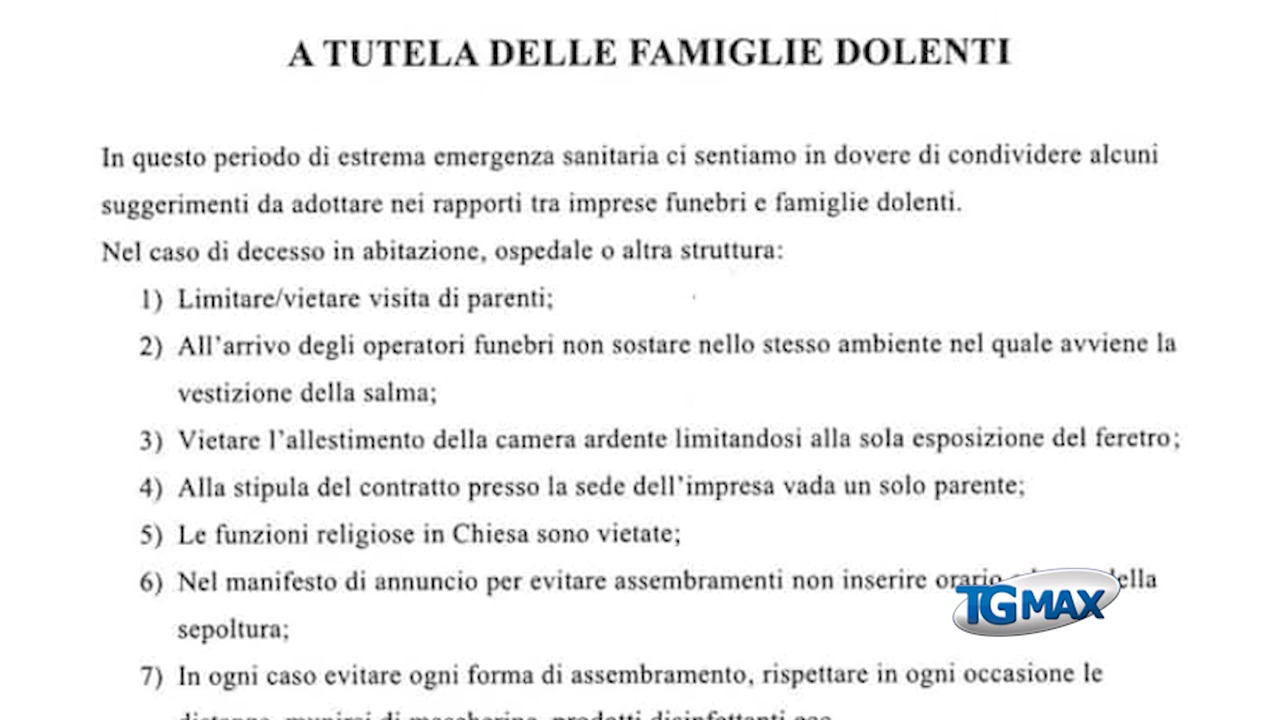 A TUTELA DELLE FAMIGLIE DOLENTI
In questo periodo di estrema emergenza sanitaria ci sentiamo in dovere di condividere alcuni
suggerimenti da adottare nei rapporti tra imprese funebri e famiglie dolenti.
Nel caso di decesso in abitazione, ospedale o altra struttura:
1) Limitare/vietare visita di parenti;
2) All'arrivo degli operatori funebri non sostare nello stesso ambiente nel quale avviene la
vestizione della salma;
3) Vietare l'allestimento della camera ardente limitandosi alla sola esposizione del feretro;
4) Alla stipula del contratto presso la sede dell'impresa vada un solo parente;
5) Le funzioni religiose in Chiesa sono vietate;
6) Nel manifesto di annuncio per evitare assembramenti non inserire orario della
TGMAX
sepoltura;
7) In ogni caso evitare ogni forma di assembramento, rispettare in ogni occasione le